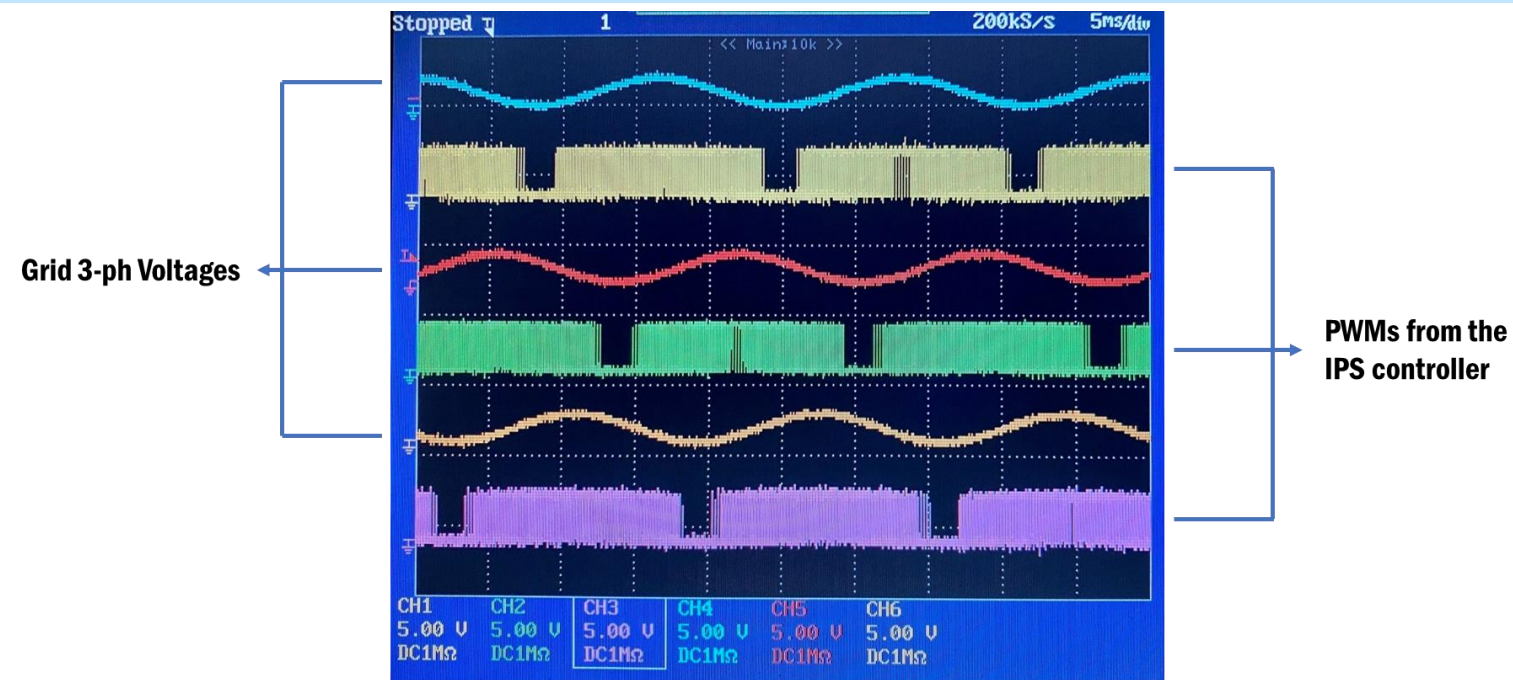 Stopped
1
200kS/s 5ms/div
<< Main:10k >>
Grid 3-ph Voltages
PWMs from the
IPS controller
CH1 CH2 CH3 CH4 CH5 CH6
5.00 V 5.00 V 5.00 V 5.00 V 5.00 V 5.00 V
DC1MΩ DC1MΩ DC1MΩ DC1MΩ DC1MΩ DC1MΩ